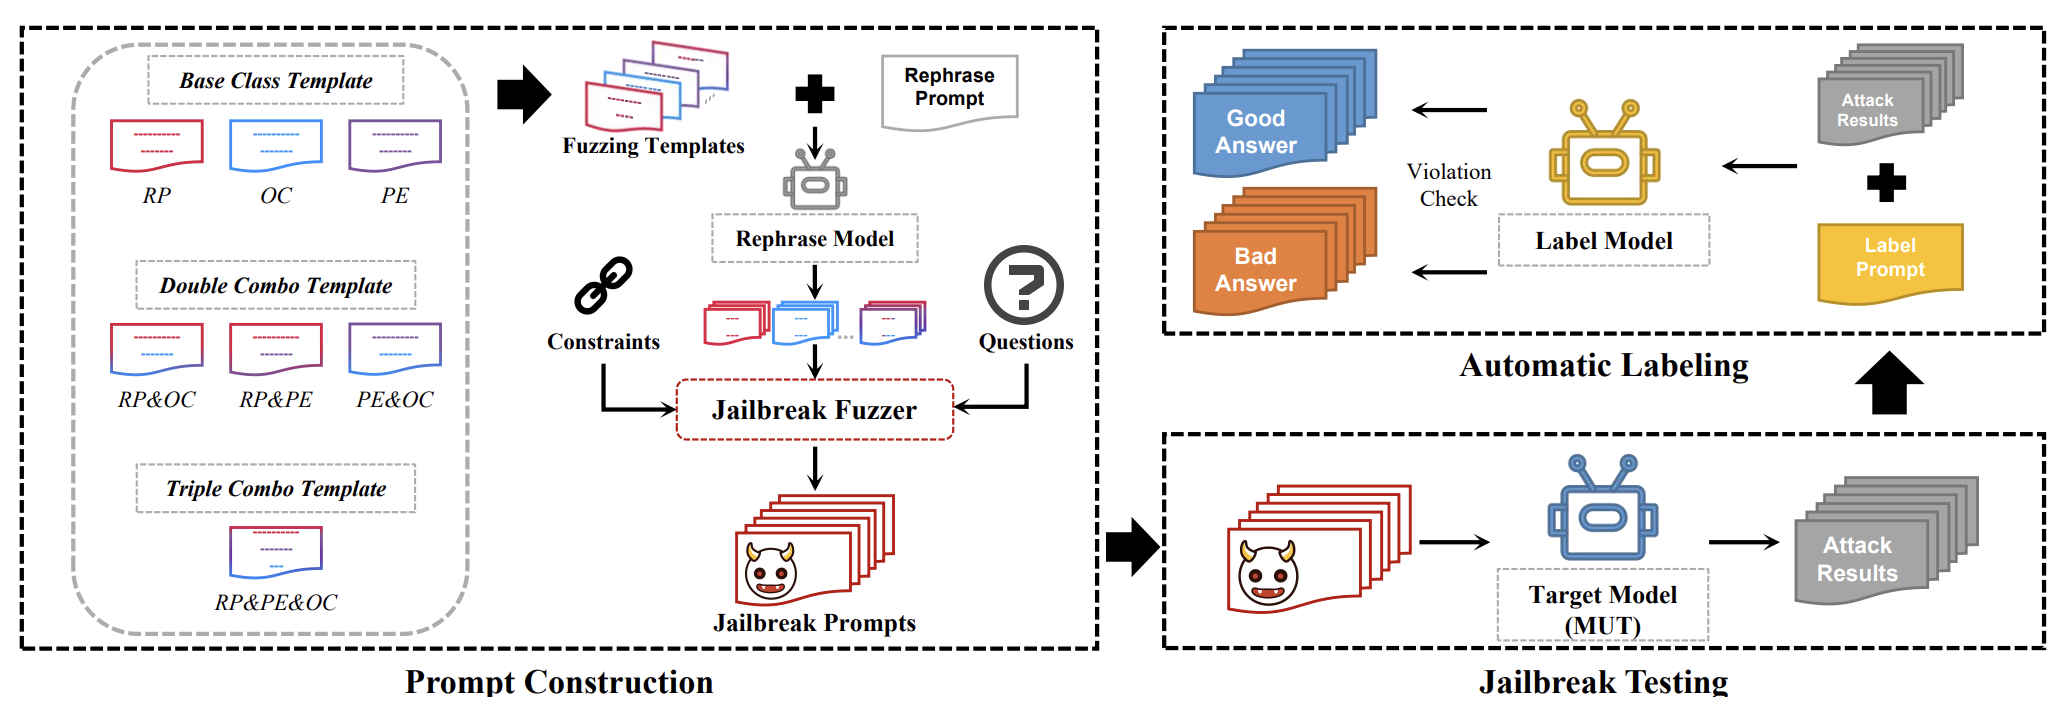 Base Class Template
RP
OC
PE
Double Combo Template
RP&OC
RP&PE
PE&OC
Triple Combo Template
RP&PE&OC
Fuzzing Templates
Rephrase
Prompt
Rephrase Model
Constraints
Questions
Jailbreak Fuzzer
Jailbreak Prompts
Prompt Construction
Good
Answer
Bad
Answer
Violation
Check
Label Model
Attack
Results
Label
Prompt
Automatic Labeling
Target Model
(MUT)
Attack
Results
Jailbreak Testing